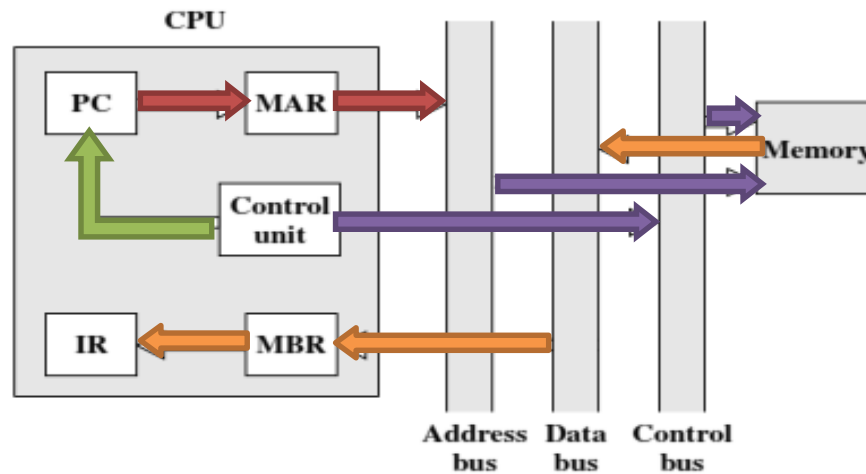 CPU
PC
MAR
Memory
Control
unit
IR
MBR
Address
bus
Data
bus
Control
bus